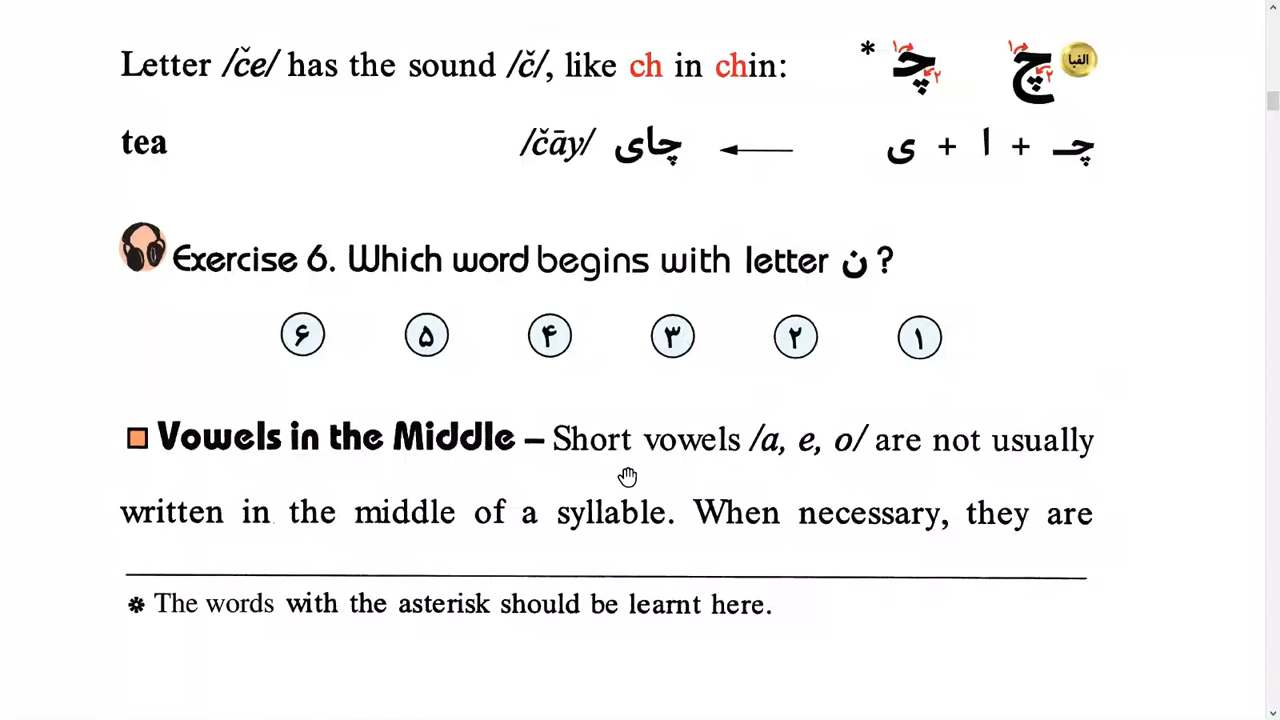 Letter /če/ has the sound /č/, like ch in chin: * چـ چ الفبا
tea /čāy/ چای ← چـ + ا + ی
Exercise 6. Which word begins with letter ن ?
۱ ۲ ۳ ۴ ۵ ۶
Vowels in the Middle – Short vowels /a, e, o/ are not usually
written in the middle of a syllable. When necessary, they are
* The words with the asterisk should be learnt here.